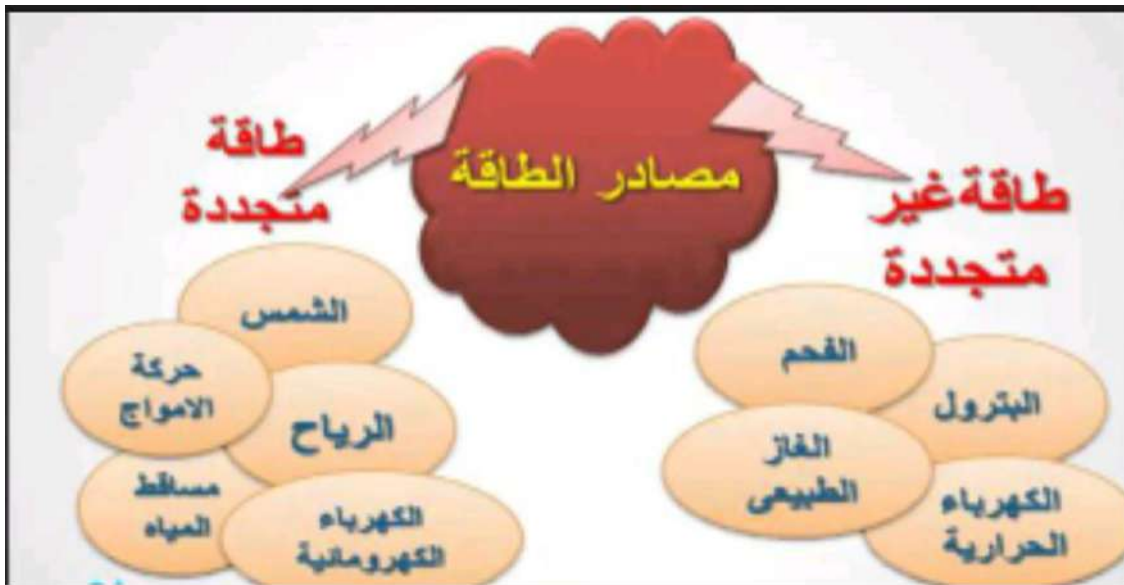 مصادر الطاقة
طاقة غير
متجددة
الفحم
البترول
الغاز
الطبيعى
الكهرباء
الحرارية
طاقة
متجددة
الشمس
حركة
الامواج
الرياح
مساقط
المياه
الكهرباء
الكهرومائية